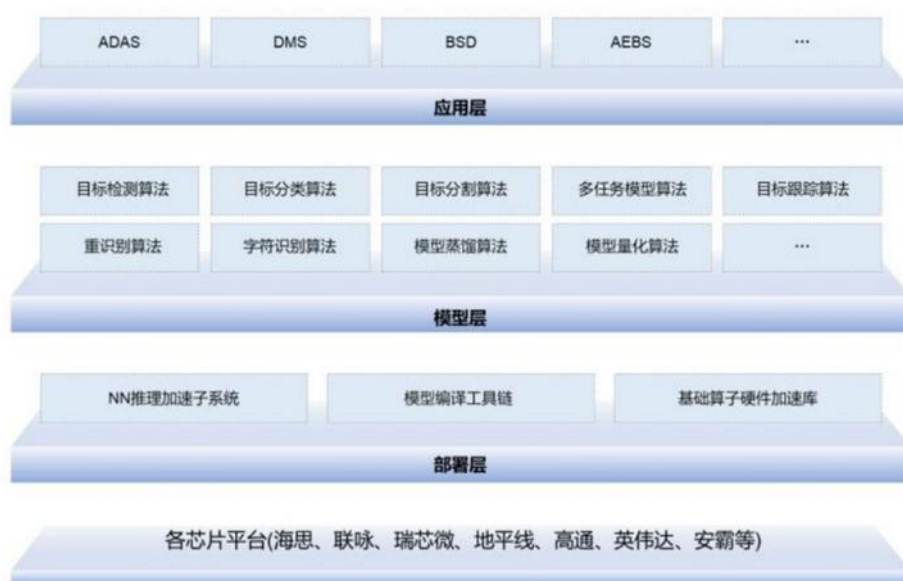 ADAS DMS BSD AEBS ...
应用层
目标检测算法 目标分类算法 目标分割算法 多任务模型算法 目标跟踪算法
重识别算法 字符识别算法 模型蒸馏算法 模型量化算法 ...
模型层
NN推理加速子系统 模型编译工具链 基础算子硬件加速库
部署层
各芯片平台(海思、联咏、瑞芯微、地平线、高通、英伟达、安霸等)